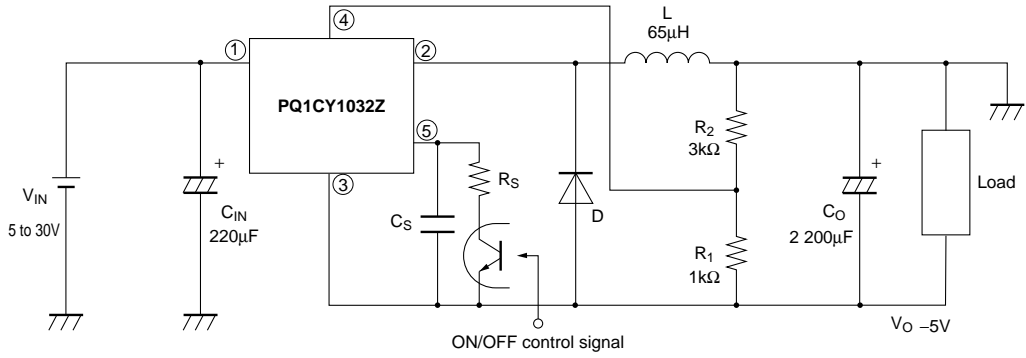 ④
L
65μH
①
②
PQ1CY1032Z
⑤
③
VIN
5 to 30V
+
CIN
220μF
CS
RS
D
R2
3kΩ
R1
1kΩ
+
CO
2 200μF
Load
VO –5V
ON/OFF control signal